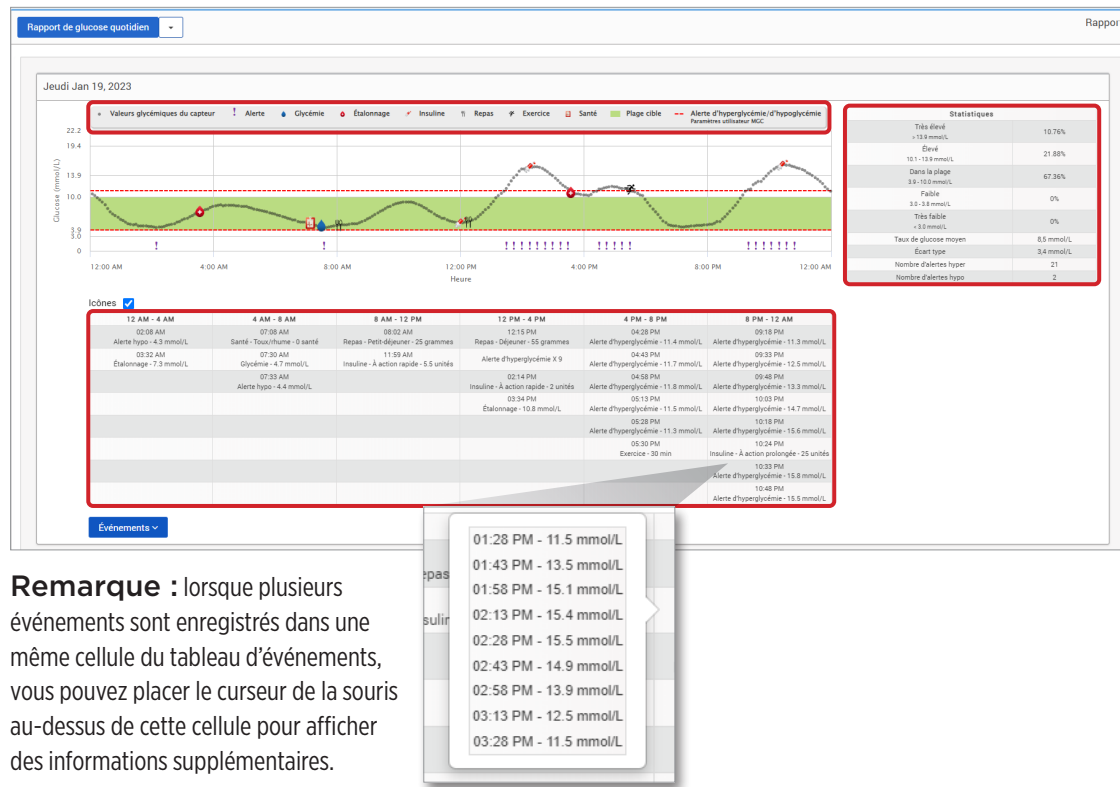 Rapport de glucose quotidien
Rappor
Jeudi Jan 19, 2023
Valeurs glycémiques du capteur ! Alerte Glycémie Étalonnage Insuline Repas Exercice Santé Plage cible Alerte d'hyperglycémie/d'hypoglycémie
Paramètres utilisateur MGC
22.2
19.4
13.9
10.0
3.9
3.0
0
Glucose (mmol/L)
12:00 AM 4:00 AM 8:00 AM 12:00 PM 4:00 PM 8:00 PM 12:00 AM
Heure
Statistiques
Très élevé
> 13.9 mmol/L
10.76%
Élevé
10.1 - 13.9 mmol/L
21.88%
Dans la plage
3.9 - 10.0 mmol/L
67.36%
Faible
3.0 - 3.8 mmol/L
0%
Très faible
< 3.0 mmol/L
0%
Taux de glucose moyen 8,5 mmol/L
Écart type 3,4 mmol/L
Nombre d'alertes hyper 21
Nombre d'alertes hypo 2
Icônes
12 AM - 4 AM 4 AM - 8 AM 8 AM - 12 PM 12 PM - 4 PM 4 PM - 8 PM 8 PM - 12 AM
02:08 AM 07:08 AM 08:02 AM 12:15 PM 04:28 PM 09:18 PM
Alerte hypo - 4.3 mmol/L Santé - Toux/rhume - 0 santé Repas - Petit-déjeuner - 25 grammes Repas - Déjeuner - 55 grammes Alerte d'hyperglycémie - 11.4 mmol/L Alerte d'hyperglycémie - 11.3 mmol/L
03:32 AM 07:30 AM 11:59 AM Alerte d'hyperglycémie X 9 04:43 PM 09:33 PM
Étalonnage - 7.3 mmol/L Glycémie - 4.7 mmol/L Insuline - À action rapide - 5.5 unités Alerte d'hyperglycémie - 11.7 mmol/L Alerte d'hyperglycémie - 12.5 mmol/L
07:33 AM 02:14 PM 04:58 PM 09:48 PM
Alerte hypo - 4.4 mmol/L Insuline - À action rapide - 2 unités Alerte d'hyperglycémie - 11.8 mmol/L Alerte d'hyperglycémie - 13.3 mmol/L
03:34 PM 05:13 PM 10:03 PM
Étalonnage - 10.8 mmol/L Alerte d'hyperglycémie - 11.5 mmol/L Alerte d'hyperglycémie - 14.7 mmol/L
05:28 PM 10:18 PM
Alerte d'hyperglycémie - 11.3 mmol/L Alerte d'hyperglycémie - 15.6 mmol/L
05:30 PM 10:24 PM
Exercice - 30 min Insuline - À action prolongée - 25 unités
10:33 PM
Alerte d'hyperglycémie - 15.8 mmol/L
10:48 PM
Alerte d'hyperglycémie - 15.5 mmol/L
Événements
epas
sulir
01:28 PM - 11.5 mmol/L
01:43 PM - 13.5 mmol/L
01:58 PM - 15.1 mmol/L
02:13 PM - 15.4 mmol/L
02:28 PM - 15.5 mmol/L
02:43 PM - 14.9 mmol/L
02:58 PM - 13.9 mmol/L
03:13 PM - 12.5 mmol/L
03:28 PM - 11.5 mmol/L
Remarque : lorsque plusieurs
événements sont enregistrés dans une
même cellule du tableau d'événements,
vous pouvez placer le curseur de la souris
au-dessus de cette cellule pour afficher
des informations supplémentaires.